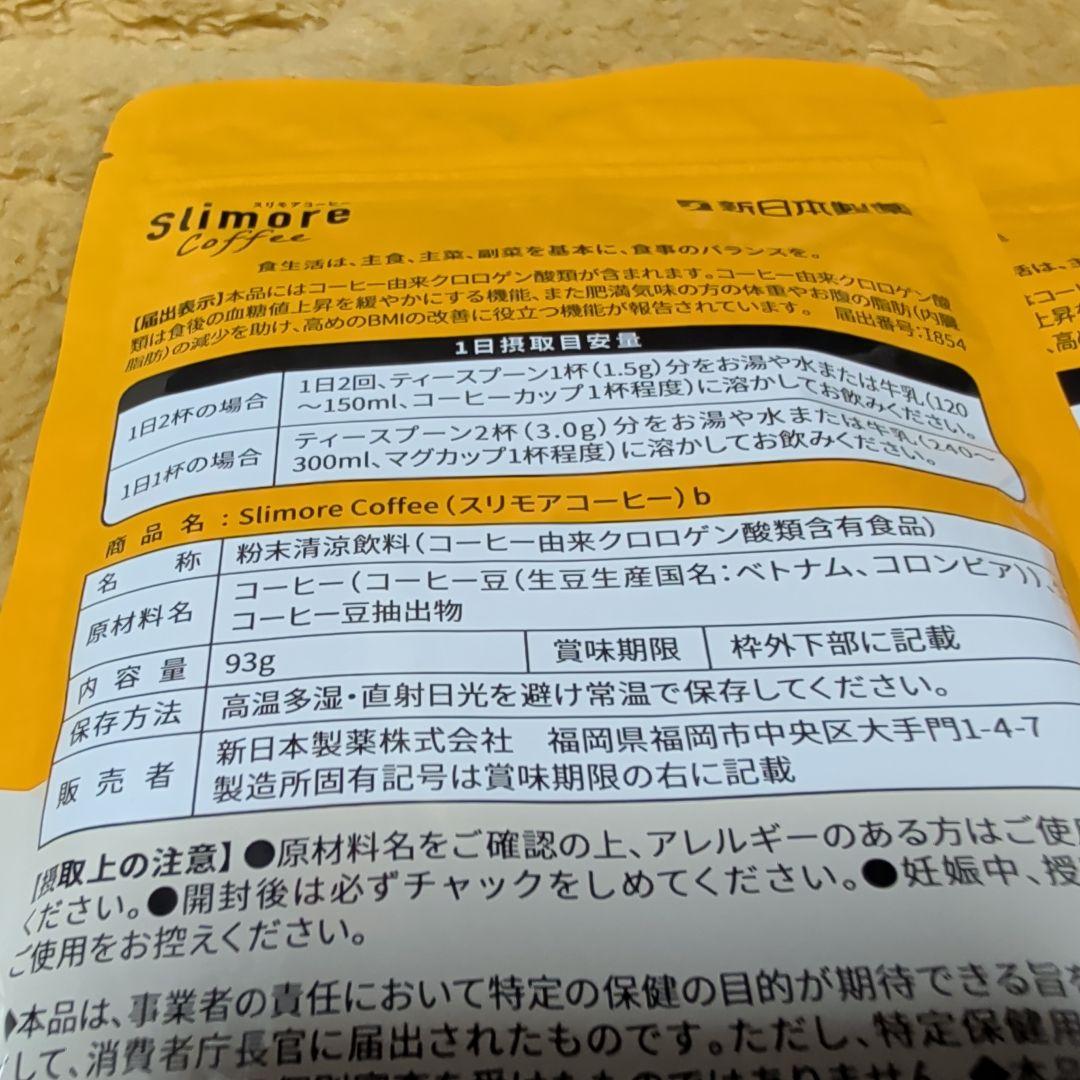 スリモアコーヒー
slimore
Coffee
新日本製薬
食生活は、主食、主菜、副菜を基本に、食事のバランスを。
【届出表示】本品にはコーヒー由来クロロゲン酸類が含まれます。コーヒー由来クロロゲン酸
類は食後の血糖値上昇を緩やかにする機能、また肥満気味の方の体重やお腹の脂肪(内臓
脂肪)の減少を助け、高めのBMIの改善に役立つ機能が報告されています。 届出番号:I854
1日摂取目安量
1日2杯の場合 1日2回、ティースプーン1杯(1.5g)分をお湯や水または牛乳(120
～150ml、コーヒーカップ1杯程度)に溶かしてお飲みください。
1日1杯の場合 ティースプーン2杯(3.0g)分をお湯や水または牛乳(240～
300ml、マグカップ1杯程度)に溶かしてお飲みください。
商品名:Slimore Coffee(スリモアコーヒー)b
名称 粉末清涼飲料(コーヒー由来クロロゲン酸類含有食品)
原材料名 コーヒー(コーヒー豆(生豆生産国名:ベトナム、コロンビア))、
コーヒー豆抽出物
内容量 93g 賞味期限 枠外下部に記載
保存方法 高温多湿・直射日光を避け常温で保存してください。
販売者 新日本製薬株式会社 福岡県福岡市中央区大手門1-4-7
製造所固有記号は賞味期限の右に記載
【摂取上の注意】●原材料名をご確認の上、アレルギーのある方はご使
ください。●開封後は必ずチャックをしめてください。●妊娠中、授
ご使用をお控えください。
◆本品は、事業者の責任において特定の保健の目的が期待できる旨を
して、消費者庁長官に届出されたものです。ただし、特定保健用